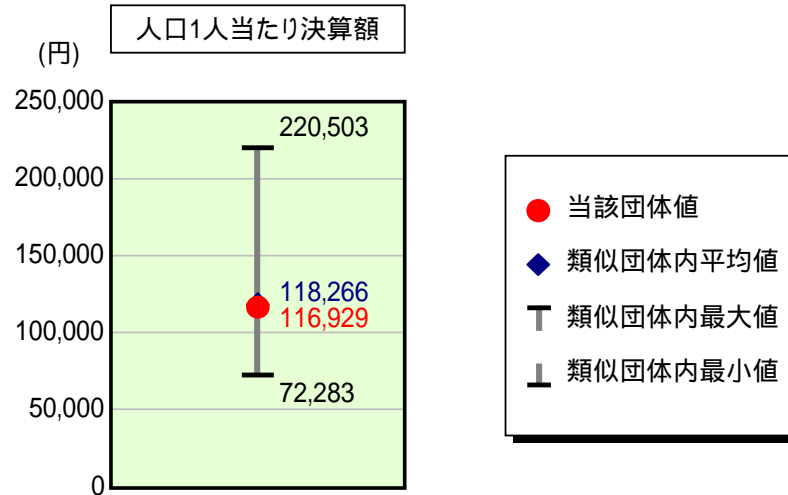 人口1人当たり決算額
(円)
250,000
220,503
200,000
150,000
118,266
116,929
100,000
72,283
50,000
0
当該団体値
類似団体内平均値
類似団体内最大値
類似団体内最小値